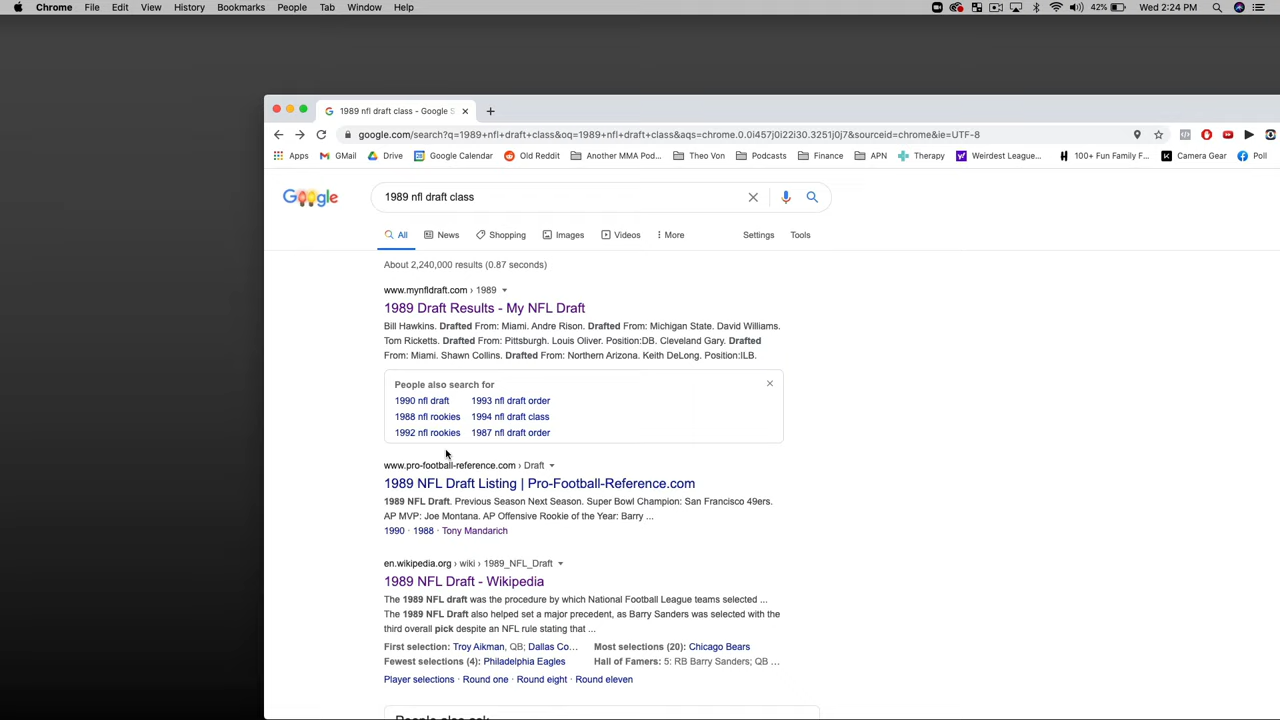 Chrome File Edit View History Bookmarks People Tab Window Help 42% Wed 2:24 PM
1989 nfl draft class - Google S
google.com/search?q=1989+nfl+draft+class&oq=1989+nfl+draft+class&aqs=chrome.0.0i457j0i22i30.3251j0j7&sourceid=chrome&ie=UTF-8
Apps GMail Drive Google Calendar Old Reddit Another MMA Pod... Theo Von Podcasts Finance APN Therapy Weirdest League... 100+ Fun Family F... Camera Gear Poll
Google 1989 nfl draft class
All News Shopping Images Videos More Settings Tools
About 2,240,000 results (0.87 seconds)
www.mynfldraft.com › 1989
1989 Draft Results - My NFL Draft
Bill Hawkins. Drafted From: Miami. Andre Rison. Drafted From: Michigan State. David Williams.
Tom Ricketts. Drafted From: Pittsburgh. Louis Oliver. Position:DB. Cleveland Gary. Drafted
From: Miami. Shawn Collins. Drafted From: Northern Arizona. Keith DeLong. Position:ILB.
People also search for
1990 nfl draft 1993 nfl draft order
1988 nfl rookies 1994 nfl draft class
1992 nfl rookies 1987 nfl draft order
www.pro-football-reference.com › Draft
1989 NFL Draft Listing | Pro-Football-Reference.com
1989 NFL Draft. Previous Season Next Season. Super Bowl Champion: San Francisco 49ers.
AP MVP: Joe Montana. AP Offensive Rookie of the Year: Barry ...
1990 · 1988 · Tony Mandarich
en.wikipedia.org › wiki › 1989_NFL_Draft
1989 NFL Draft - Wikipedia
The 1989 NFL draft was the procedure by which National Football League teams selected ...
The 1989 NFL Draft also helped set a major precedent, as Barry Sanders was selected with the
third overall pick despite an NFL rule stating that ...
First selection: Troy Aikman, QB; Dallas Co... Most selections (20): Chicago Bears
Fewest selections (4): Philadelphia Eagles Hall of Famers: 5: RB Barry Sanders; QB ...
Player selections · Round one · Round eight · Round eleven
People also ask